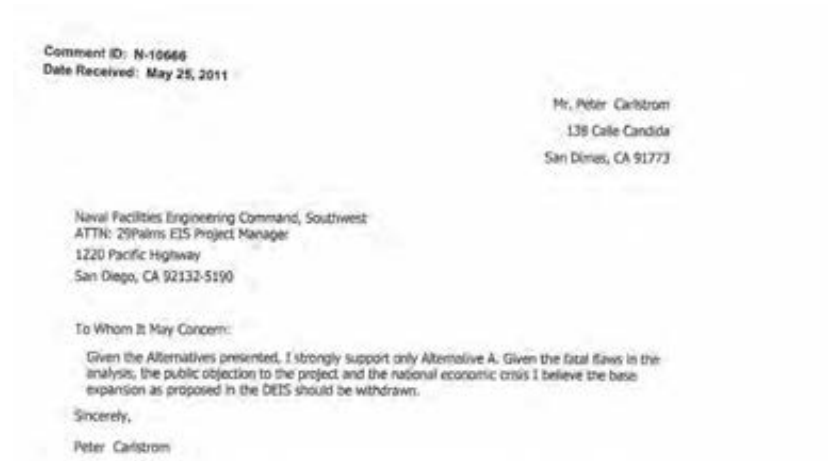 Comment ID: N-10666
Date Received: May 25, 2011
Mr. Peter Carlstrom
138 Calle Candida
San Dimas, CA 91773
Naval Facilities Engineering Command, Southwest
ATTN: 29Palms EIS Project Manager
1220 Pacific Highway
San Diego, CA 92132-5190
To Whom It May Concern:
Given the Alternatives presented, I strongly support only Alternative A. Given the fatal flaws in the
analysis, the public objection to the project and the national economic crisis I believe the base
expansion as proposed in the DEIS should be withdrawn.
Sincerely,
Peter Carlstrom